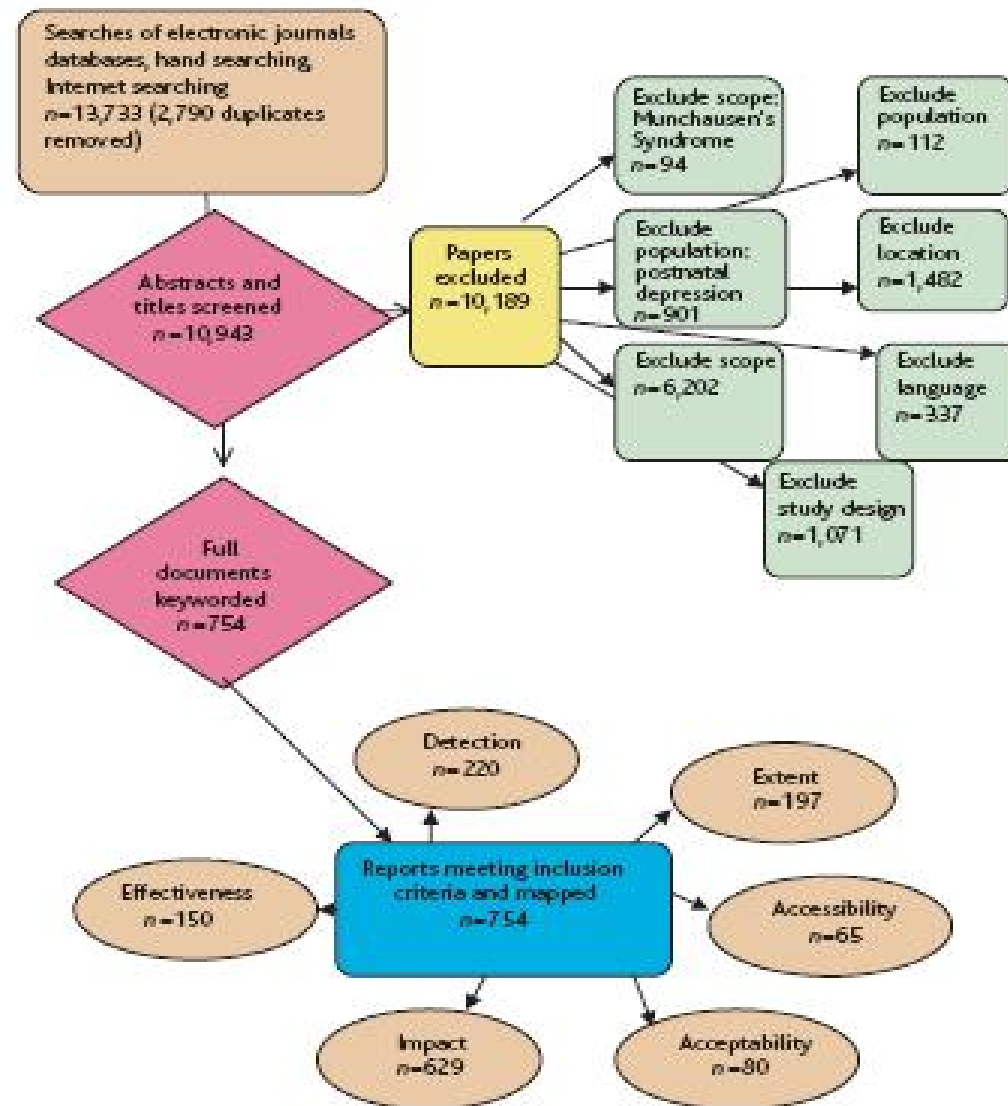 Searches of electronic journals
databases, hand searching,
Internet searching
n=13,733 (2,790 duplicates
removed)
Abstracts and
titles screened
n=10,943
Papers
excluded
n=10,189
Exclude scope:
Munchausen's
Syndrome
n=94
Exclude
population
n=112
Exclude
population:
postnatal
depression
n=901
Exclude
location
n=1,482
Exclude scope
n=6,202
Exclude
language
n=337
Exclude
study design
n=1,071
Full
documents
keyworded
n=754
Detection
n=220
Extent
n=197
Reports meeting inclusion
criteria and mapped
n=754
Effectiveness
n=150
Accessibility
n=65
Impact
n=629
Acceptability
n=80